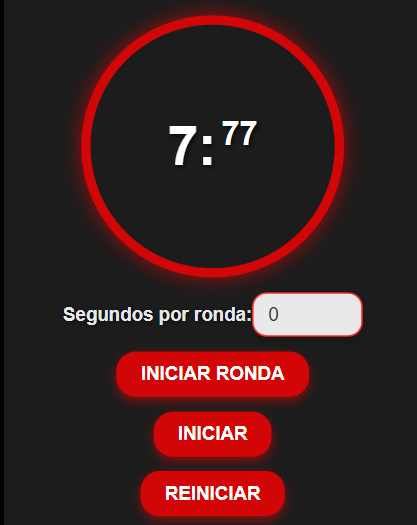 7:77
Segundos por ronda: 0
INICIAR RONDA
INICIAR
REINICIAR